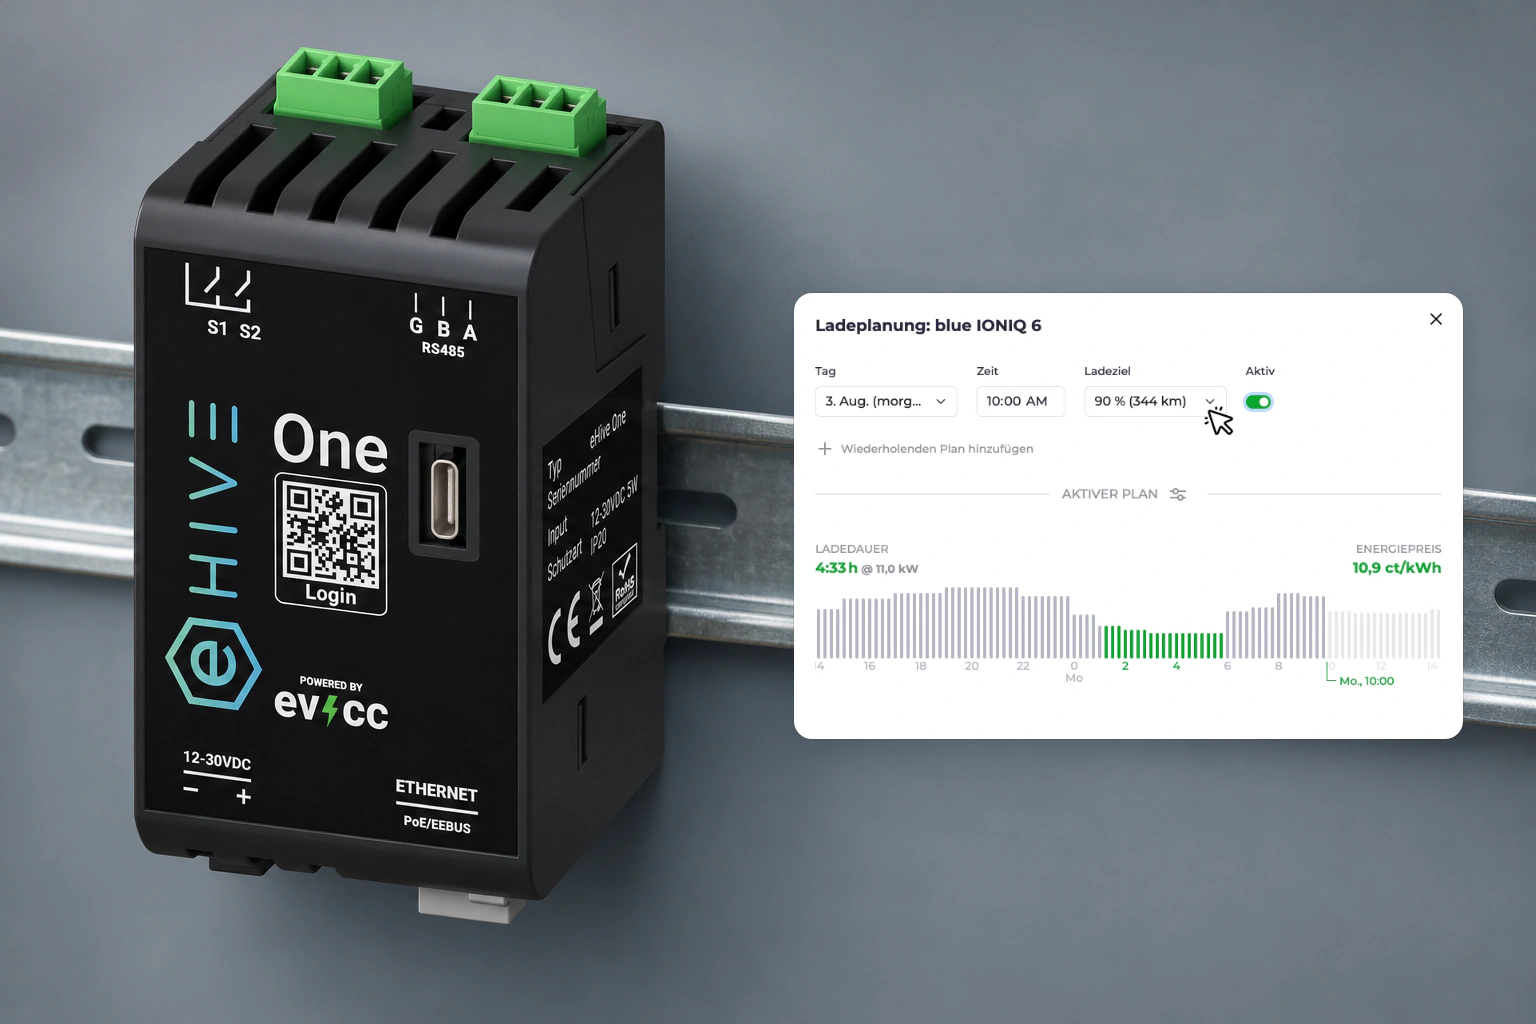 S1 S2
G B A
RS485
eHIVE
One
Login
POWERED BY
evcc
12-30VDC
- +
ETHERNET
PoE/EEBUS
Typ eHive One
Seriennummer
Input 12-30VDC 5W
Schutzart IP20
CE
RoHS
Ladeplanung: blue IONIQ 6
Tag Zeit Ladeziel Aktiv
3. Aug. (morg... 10:00 AM 90 % (344 km)
Wiederholenden Plan hinzufügen
AKTIVER PLAN
LADEDAUER ENERGIEPREIS
4:33 h @ 11,0 kW 10,9 ct/kWh
14 16 18 20 22 0 2 4 6 8 10 12 14
Mo
Mo., 10:00